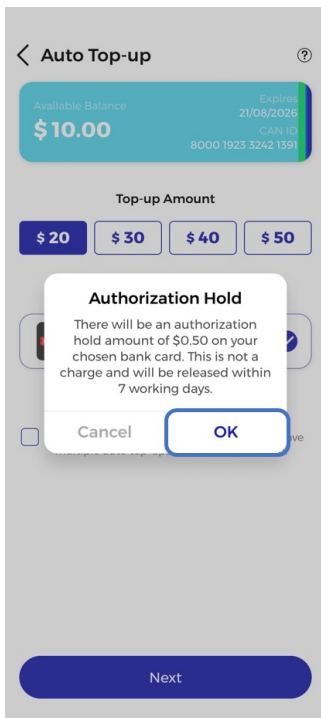 Auto Top-up
?
Available Balance
$10.00
Expires
21/08/2026
CAN ID
8000 1923 3242 1391
Top-up Amount
$ 20
$ 30
$ 40
$ 50
Authorization Hold
There will be an authorization
hold amount of $0.50 on your
chosen bank card. This is not a
charge and will be released within
7 working days.
Cancel
OK
Next